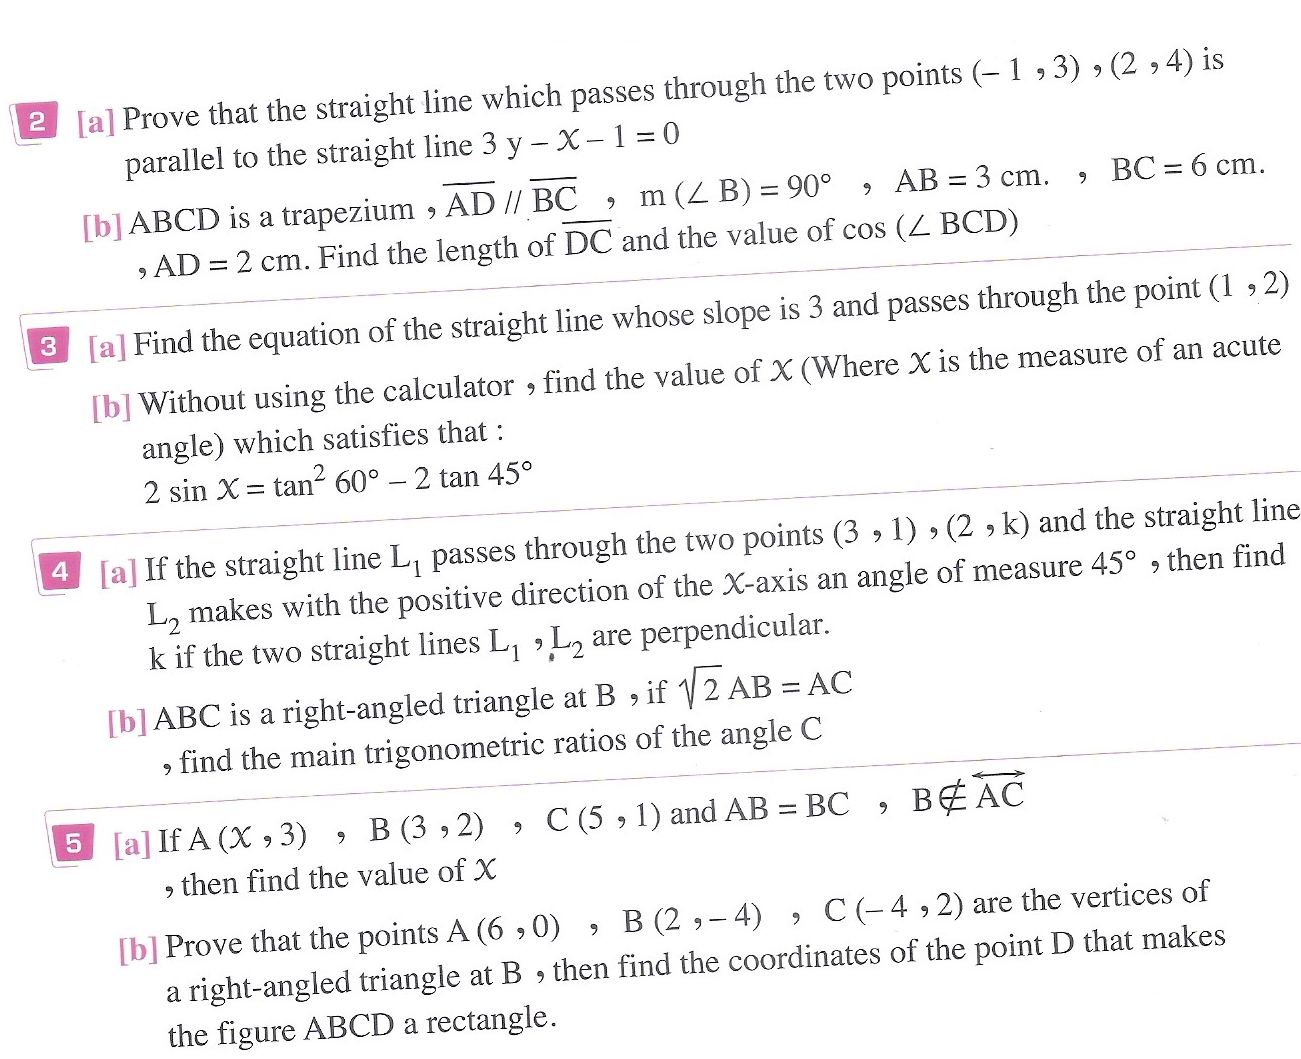 2 [a] Prove that the straight line which passes through the two points (– 1 , 3) , (2 , 4) is
parallel to the straight line 3 y – X – 1 = 0
[b] ABCD is a trapezium , AD // BC , m (∠ B) = 90° , AB = 3 cm. , BC = 6 cm.
, AD = 2 cm. Find the length of DC and the value of cos (∠ BCD)
3 [a] Find the equation of the straight line whose slope is 3 and passes through the point (1 , 2)
[b] Without using the calculator , find the value of X (Where X is the measure of an acute
angle) which satisfies that :
2 sin X = tan² 60° – 2 tan 45°
4 [a] If the straight line L₁ passes through the two points (3 , 1) , (2 , k) and the straight line
L₂ makes with the positive direction of the X-axis an angle of measure 45° , then find
k if the two straight lines L₁ , L₂ are perpendicular.
[b] ABC is a right-angled triangle at B , if √2 AB = AC
, find the main trigonometric ratios of the angle C
5 [a] If A (X , 3) , B (3 , 2) , C (5 , 1) and AB = BC , B ∉ AC
, then find the value of X
[b] Prove that the points A (6 , 0) , B (2 , – 4) , C (– 4 , 2) are the vertices of
a right-angled triangle at B , then find the coordinates of the point D that makes
the figure ABCD a rectangle.